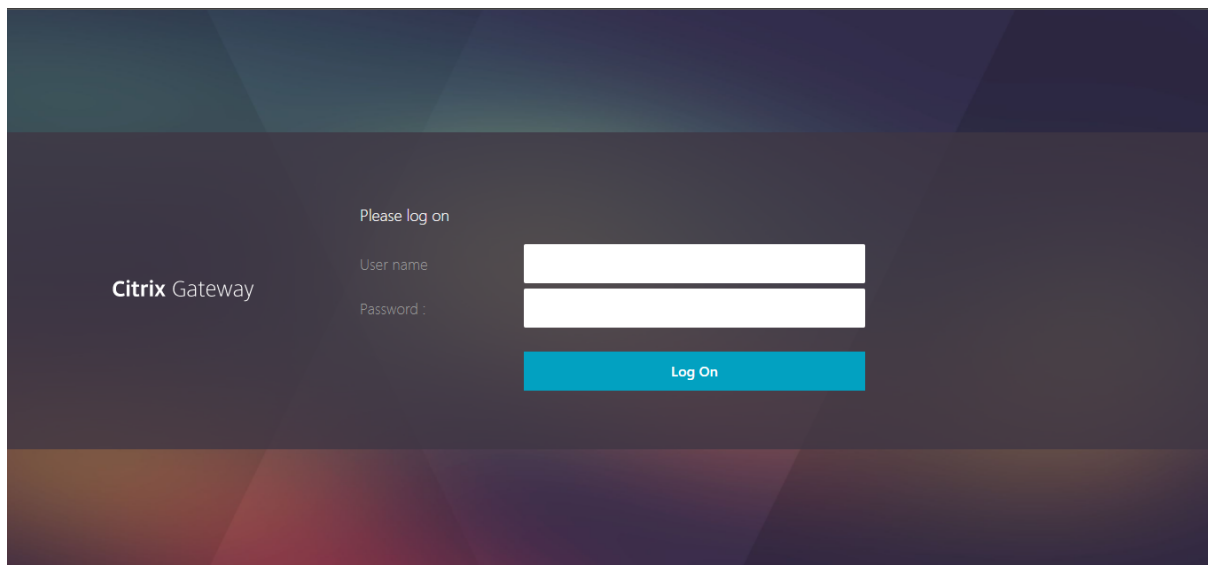 Please log on
User name
Citrix Gateway
Password :
Log On